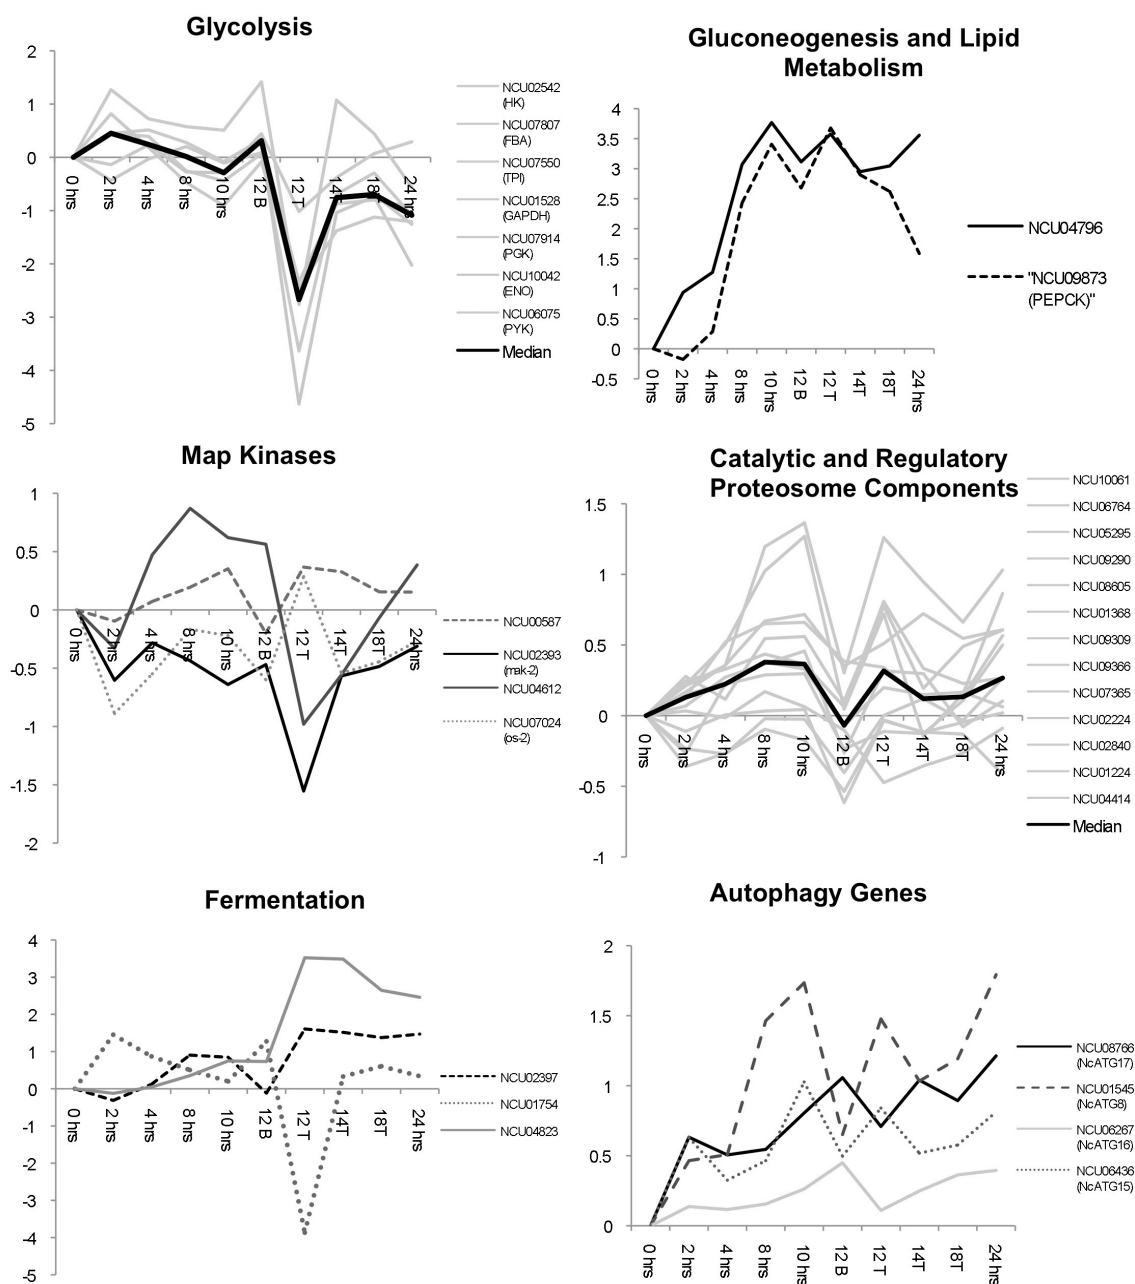 Glycolysis
2
1
0
-1
-2
-3
-4
-5
0 hrs
2 hrs
4 hrs
8 hrs
10 hrs
12 B
12 T
14T
18T
24 hrs
NCU02542
(HK)
NCU07807
(FBA)
NCU07550
(TPI)
NCU01528
(GAPDH)
NCU07914
(PGK)
NCU10042
(ENO)
NCU06075
(PYK)
Median
Gluconeogenesis and Lipid
Metabolism
4
3.5
3
2.5
2
1.5
1
0.5
0
-0.5
0 hrs
2 hrs
4 hrs
8 hrs
10 hrs
12 B
12 T
14T
18T
24 hrs
NCU04796
"NCU09873
(PEPCK)"
Map Kinases
1
0.5
0
-0.5
-1
-1.5
-2
0 hrs
2 hrs
4 hrs
8 hrs
10 hrs
12 B
12 T
14T
18T
24 hrs
NCU00587
NCU02393
(mak-2)
NCU04612
NCU07024
(os-2)
Catalytic and Regulatory
Proteosome Components
1.5
1
0.5
0
-0.5
-1
0 hrs
2 hrs
4 hrs
8 hrs
10 hrs
12 B
12 T
14T
18T
24 hrs
NCU10061
NCU06764
NCU05295
NCU09290
NCU08605
NCU01368
NCU09309
NCU09366
NCU07365
NCU02224
NCU02840
NCU01224
NCU04414
Median
Fermentation
4
3
2
1
0
-1
-2
-3
-4
-5
0 hrs
2 hrs
4 hrs
8 hrs
10 hrs
12 B
12 T
14T
18T
24 hrs
NCU02397
NCU01754
NCU04823
Autophagy Genes
2
1.5
1
0.5
0
0 hrs
2 hrs
4 hrs
8 hrs
10 hrs
12 B
12 T
14T
18T
24 hrs
NCU08766
(NcATG17)
NCU01545
(NcATG8)
NCU06267
(NcATG16)
NCU06436
(NcATG15)